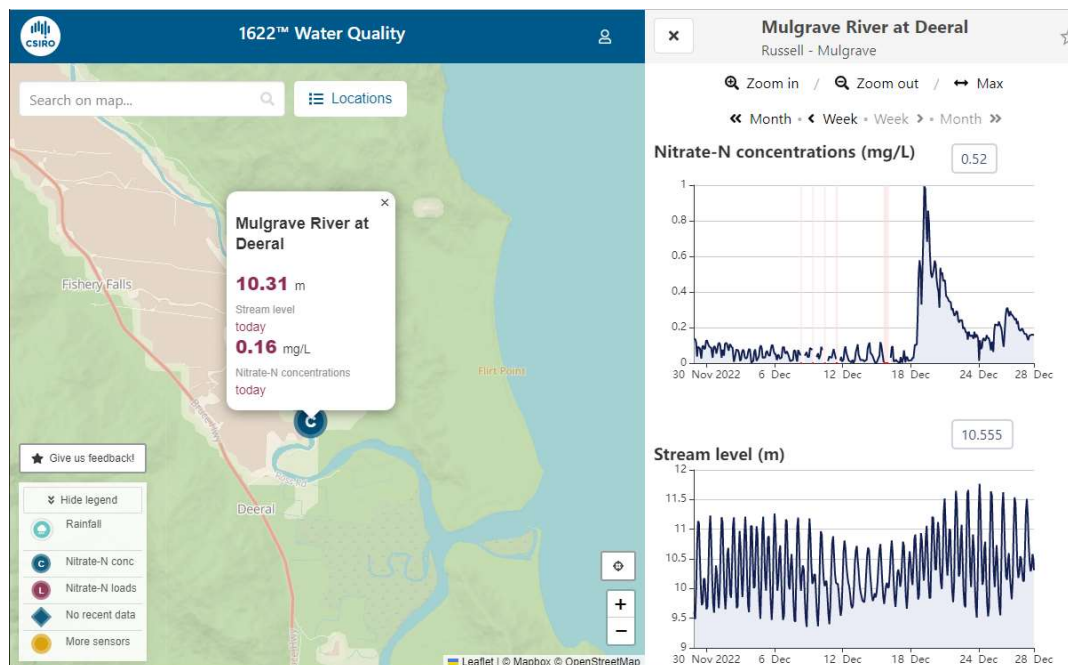 CSIRO
1622™ Water Quality
Search on map...
Locations
Fishery Falls
Bruce Hwy
Mulgrave River at
Deeral
10.31 m
Stream level
today
0.16 mg/L
Nitrate-N concentrations
today
Flirt Point
C
Ross Rd
Deeral
Give us feedback!
Hide legend
Rainfall
C Nitrate-N conc
L Nitrate-N loads
No recent data
More sensors
+
−
Leaflet | © Mapbox © OpenStreetMap
Mulgrave River at Deeral
Russell - Mulgrave
Zoom in / Zoom out / Max
Month • Week • Week • Month
Nitrate-N concentrations (mg/L) 0.52
1
0.8
0.6
0.4
0.2
0
30 Nov 2022 6 Dec 12 Dec 18 Dec 24 Dec 28 Dec
10.555
Stream level (m)
12
11.5
11
10.5
10
9.5
9
30 Nov 2022 6 Dec 12 Dec 18 Dec 24 Dec 28 Dec